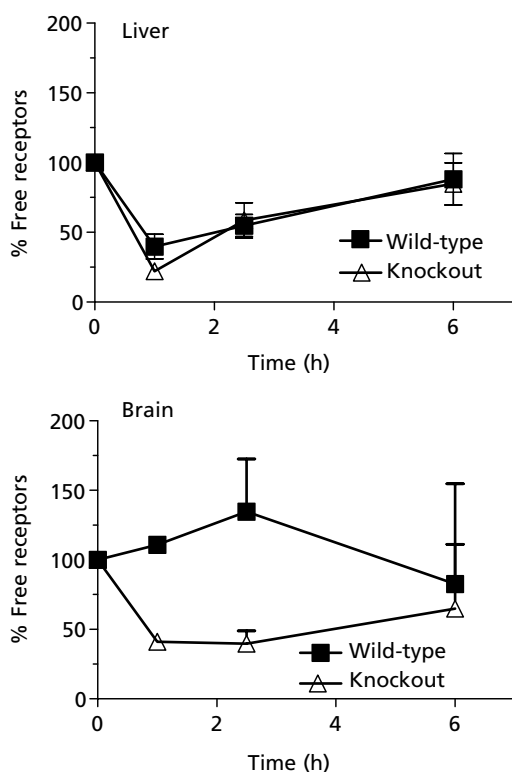 Liver
% Free receptors
200
150
100
50
0
Wild-type
Knockout
0 2 4 6
Time (h)
Brain
% Free receptors
200
150
100
50
0
Wild-type
Knockout
0 2 4 6
Time (h)